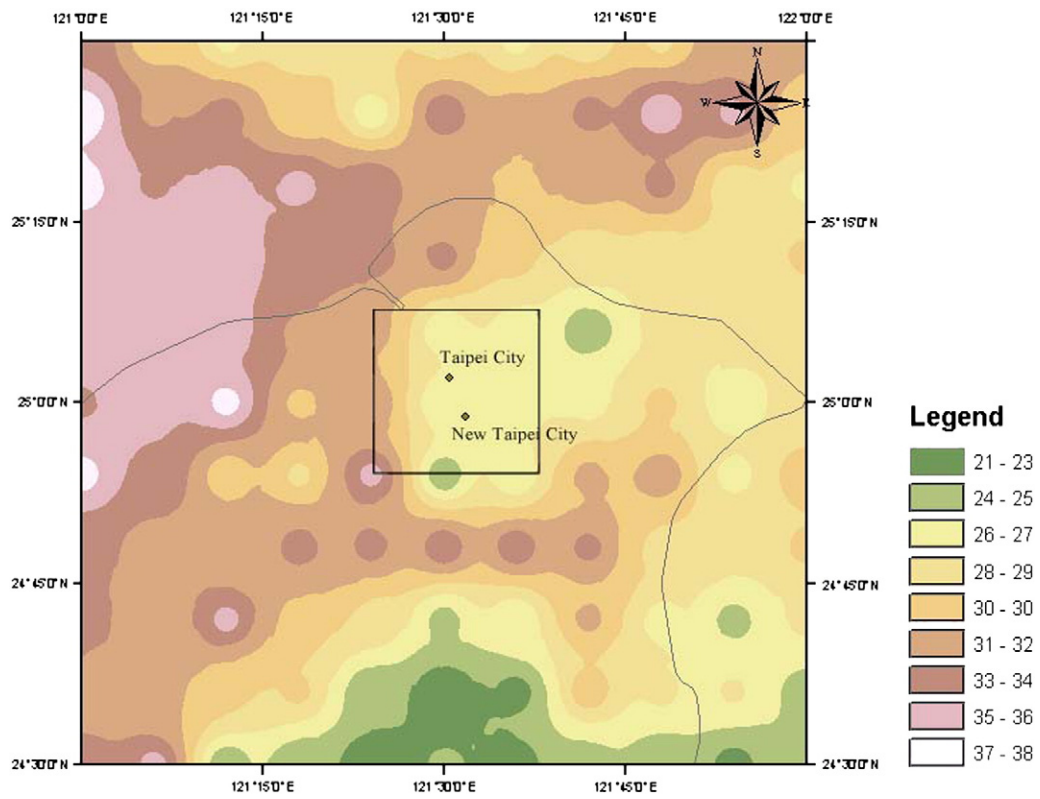 121°0'0"E 121°15'0"E 121°30'0"E 121°45'0"E 122°0'0"E
N
W E
S
25°15'0"N 25°15'0"N
Taipei City
25°0'0"N 25°0'0"N
New Taipei City
24°45'0"N 24°45'0"N
24°30'0"N 24°30'0"N
121°15'0"E 121°30'0"E 121°45'0"E
Legend
21 - 23
24 - 25
26 - 27
28 - 29
30 - 30
31 - 32
33 - 34
35 - 36
37 - 38